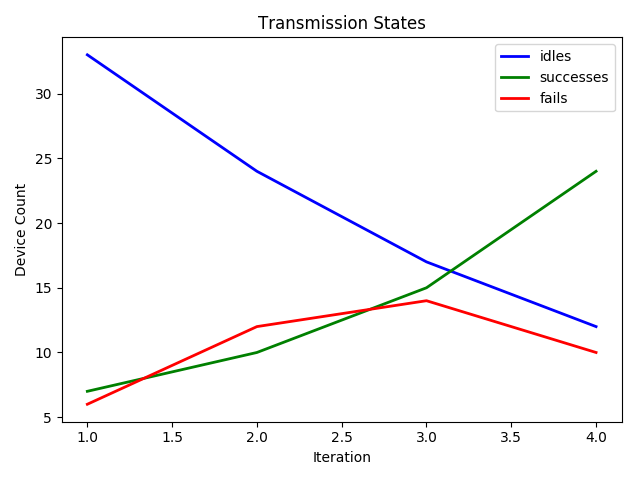 Transmission States
idles
successes
fails
Device Count
30
25
20
15
10
5
1.0 1.5 2.0 2.5 3.0 3.5 4.0
Iteration